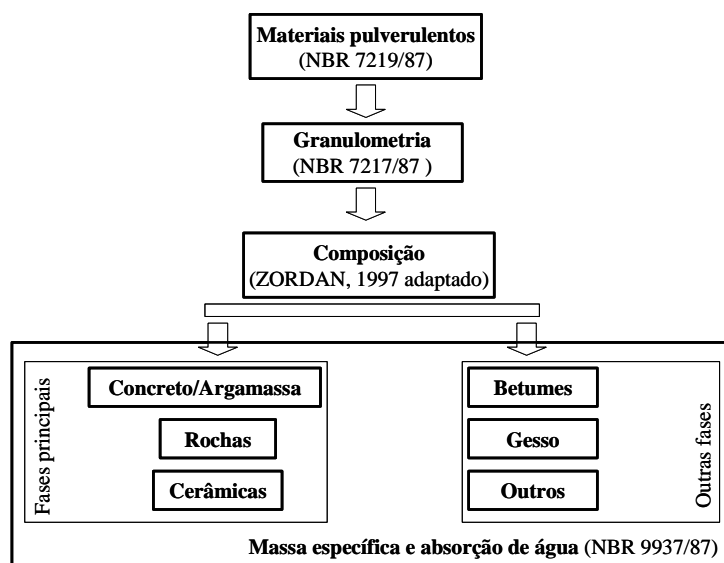 Materiais pulverulentos
(NBR 7219/87)
Granulometria
(NBR 7217/87 )
Composição
(ZORDAN, 1997 adaptado)
Fases principais
Concreto/Argamassa
Rochas
Cerâmicas
Betumes
Gesso
Outros
Outras fases
Massa específica e absorção de água (NBR 9937/87)